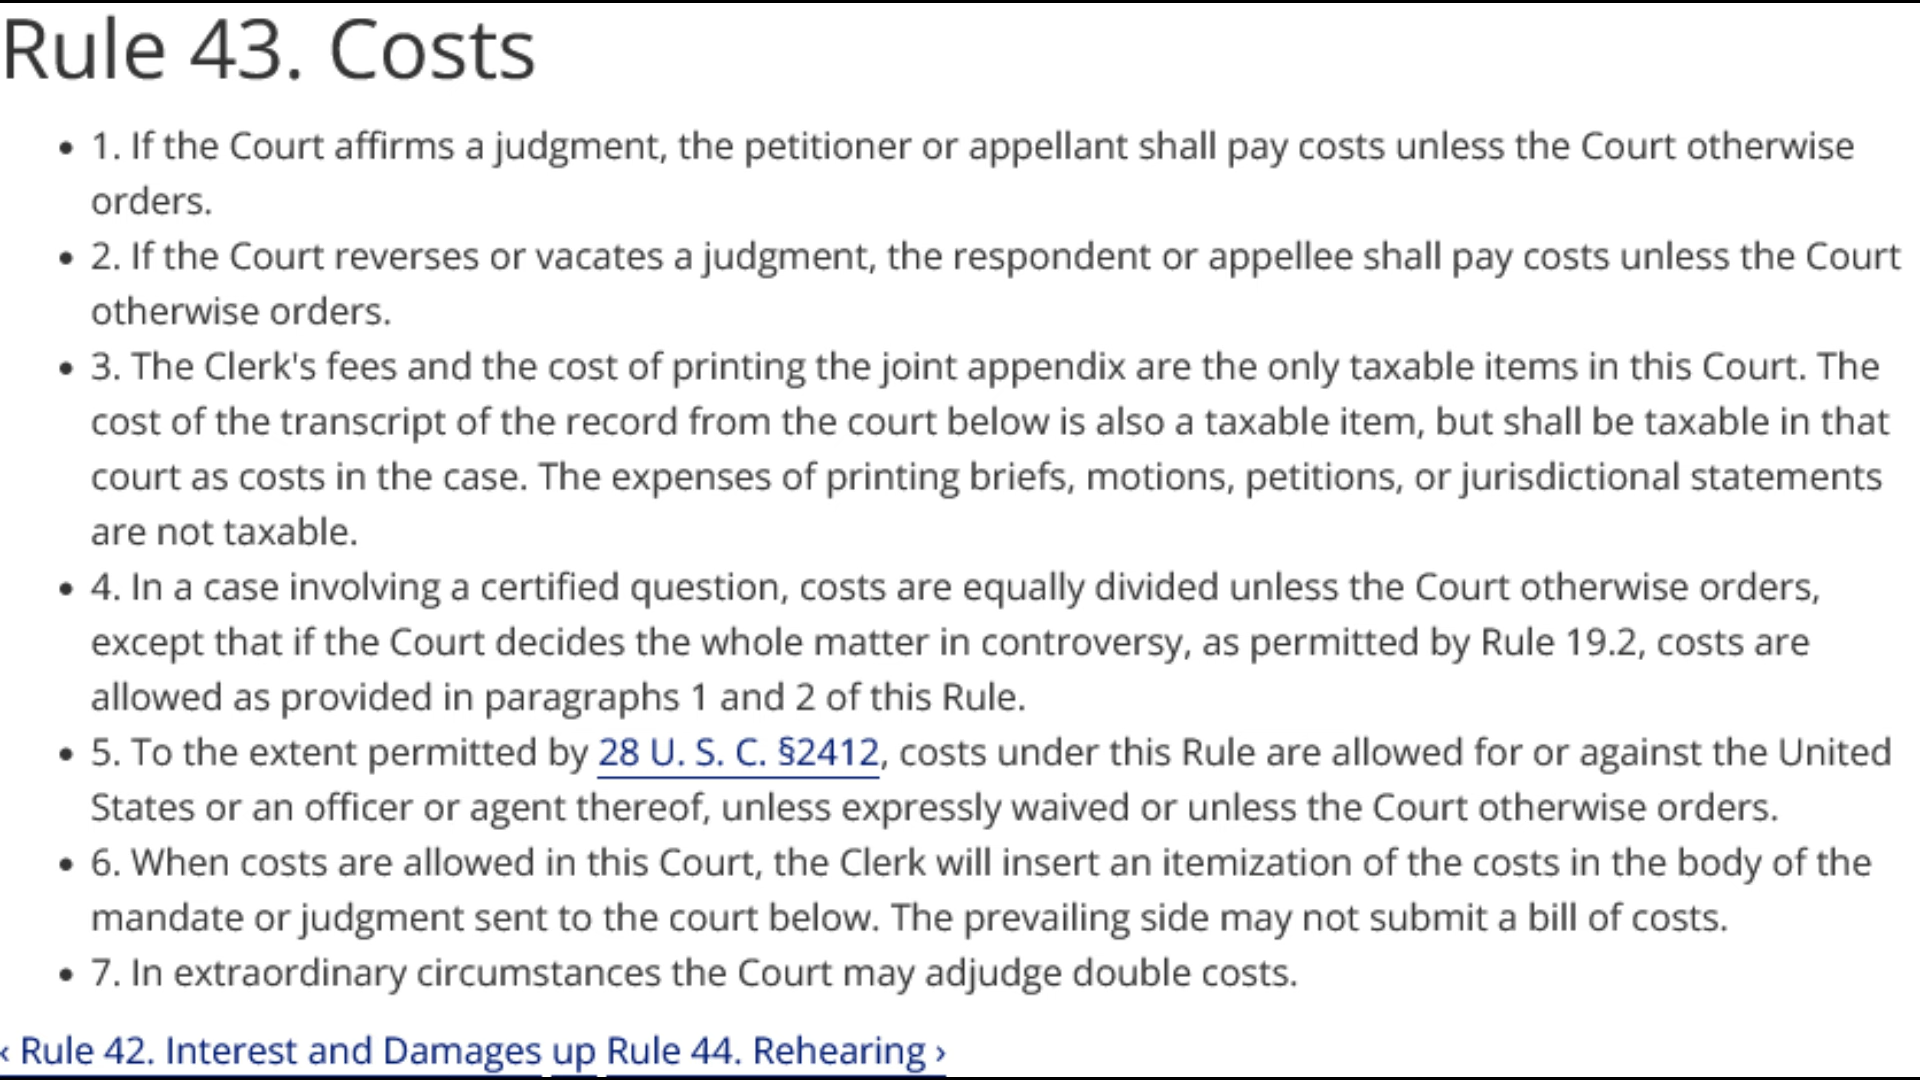 Rule 43. Costs
• 1. If the Court affirms a judgment, the petitioner or appellant shall pay costs unless the Court otherwise
orders.
• 2. If the Court reverses or vacates a judgment, the respondent or appellee shall pay costs unless the Court
otherwise orders.
• 3. The Clerk's fees and the cost of printing the joint appendix are the only taxable items in this Court. The
cost of the transcript of the record from the court below is also a taxable item, but shall be taxable in that
court as costs in the case. The expenses of printing briefs, motions, petitions, or jurisdictional statements
are not taxable.
• 4. In a case involving a certified question, costs are equally divided unless the Court otherwise orders,
except that if the Court decides the whole matter in controversy, as permitted by Rule 19.2, costs are
allowed as provided in paragraphs 1 and 2 of this Rule.
• 5. To the extent permitted by 28 U. S. C. §2412, costs under this Rule are allowed for or against the United
States or an officer or agent thereof, unless expressly waived or unless the Court otherwise orders.
• 6. When costs are allowed in this Court, the Clerk will insert an itemization of the costs in the body of the
mandate or judgment sent to the court below. The prevailing side may not submit a bill of costs.
• 7. In extraordinary circumstances the Court may adjudge double costs.
‹ Rule 42. Interest and Damages up Rule 44. Rehearing ›